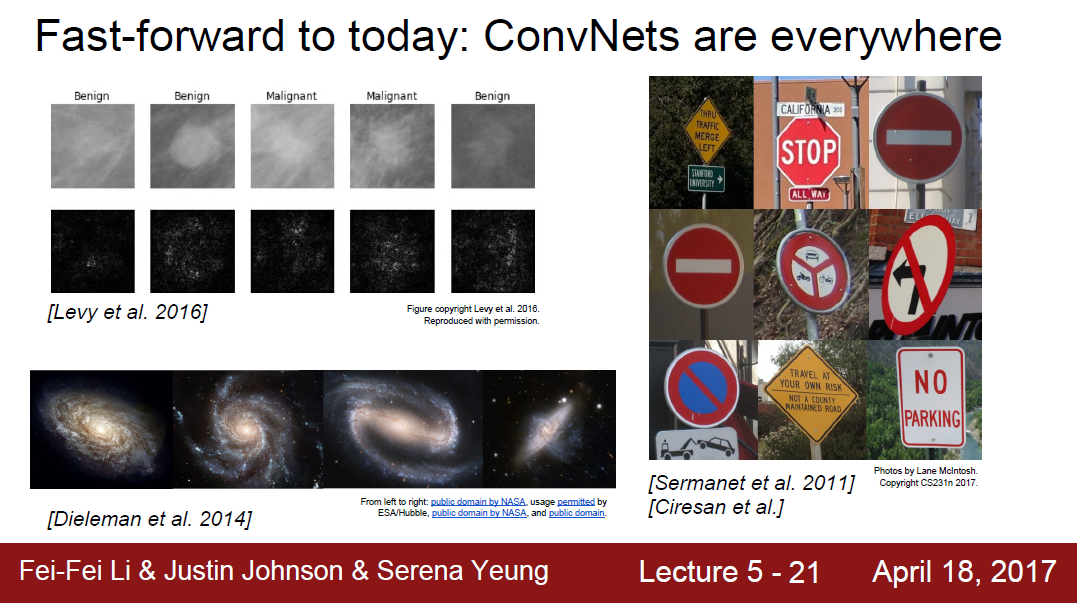 Fast-forward to today: ConvNets are everywhere
Benign
Benign
Malignant
Malignant
Benign
[Levy et al. 2016]
Figure copyright Levy et al. 2016.
Reproduced with permission.
THRU
TRAFFIC
MERGE
LEFT
STANFORD
UNIVERSITY
CALIFORNIA 300
STOP
ALL WAY
TRAVEL AT
YOUR OWN RISK
NOT A COUNTY
MAINTAINED ROAD
NO
PARKING
[Sermanet et al. 2011]
[Ciresan et al.]
Photos by Lane McIntosh.
Copyright CS231n 2017.
From left to right: public domain by NASA, usage permitted by
ESA/Hubble, public domain by NASA, and public domain.
[Dieleman et al. 2014]
Fei-Fei Li & Justin Johnson & Serena Yeung
Lecture 5 - 21
April 18, 2017